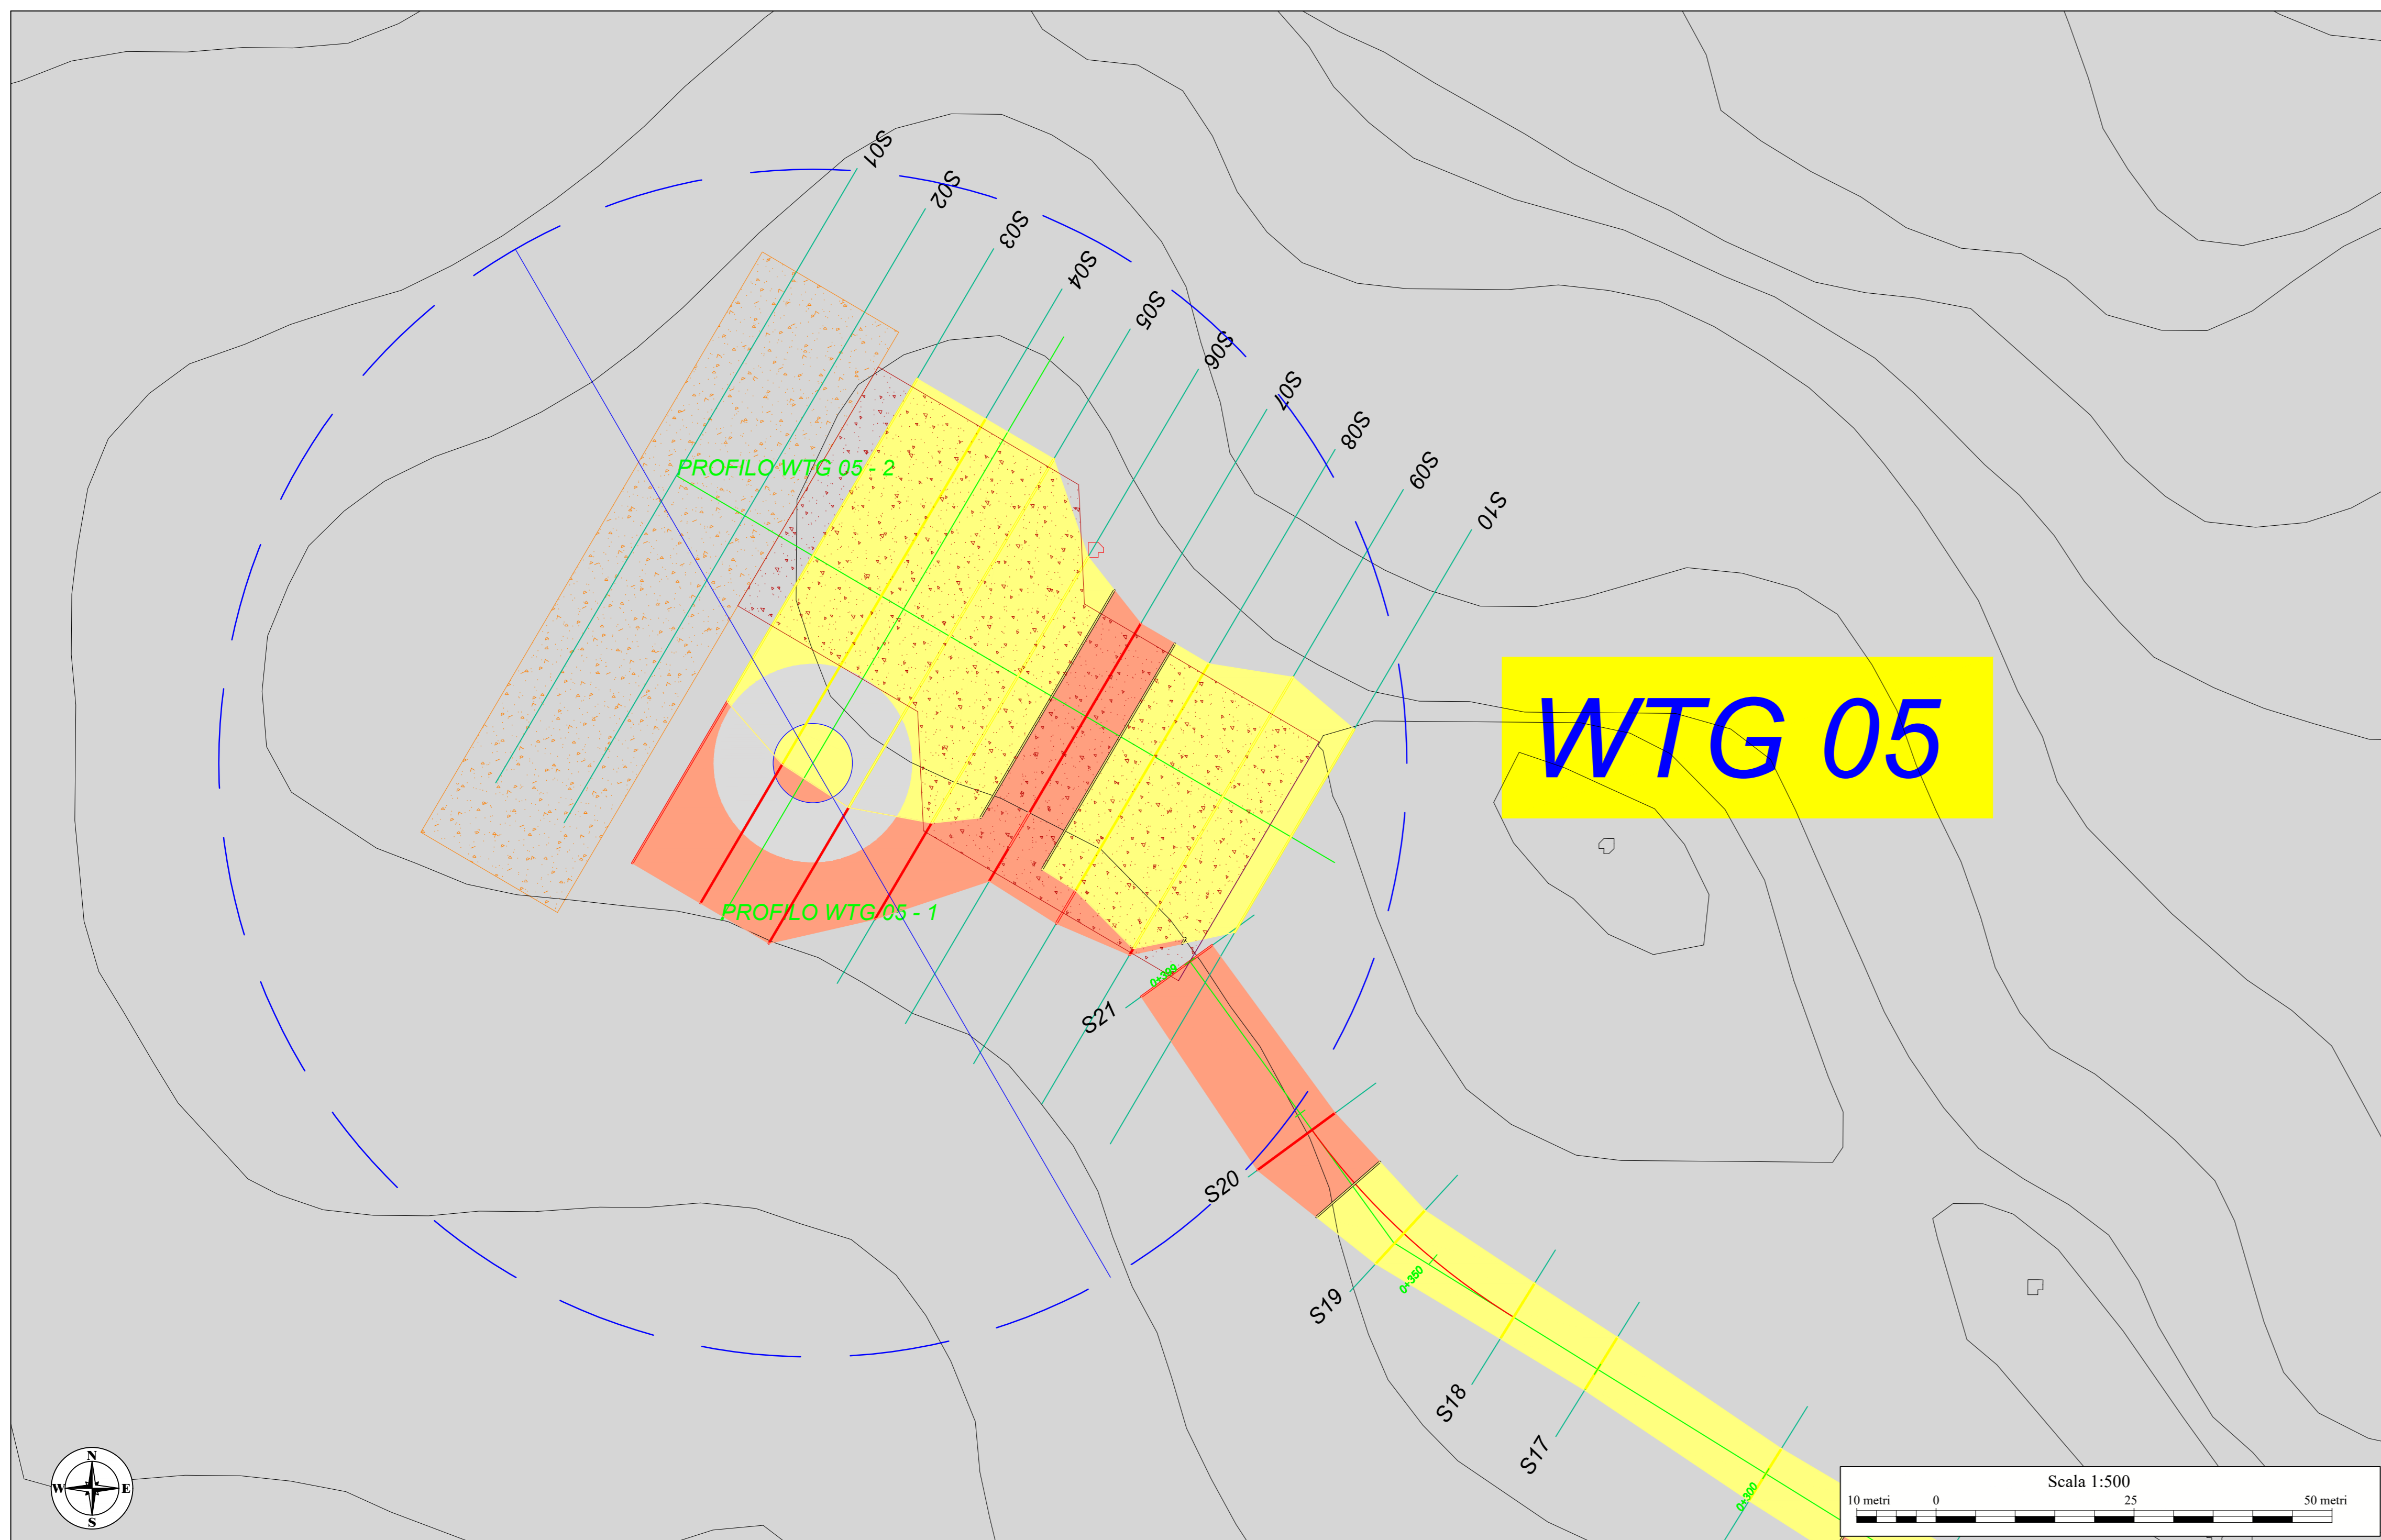 S01
S02
S03
S04
S05
S06
S07
S08
S09
S10
PROFILO WTG 05 - 2
WTG 05
PROFILO WTG 05 - 1
S21
S20
0+350
S19
S18
S17
0+300
N
W E
S
Scala 1:500
10 metri 0 25 50 metri